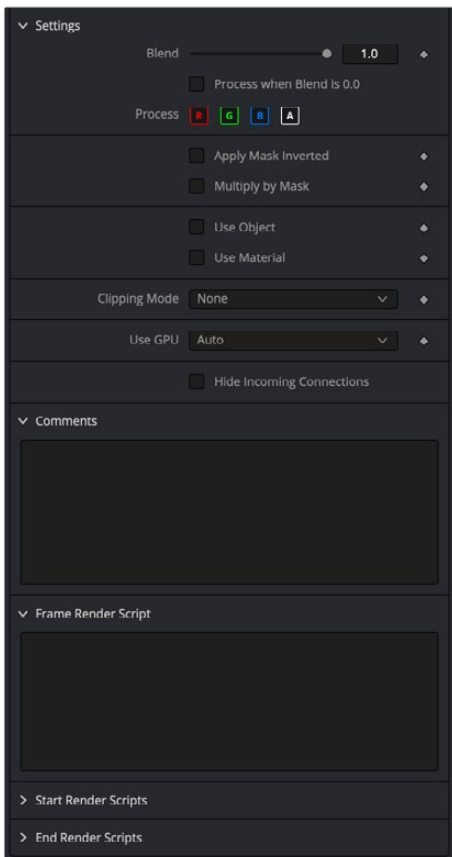 Settings
Blend 1.0
Process when Blend is 0.0
Process R G B A
Apply Mask Inverted
Multiply by Mask
Use Object
Use Material
Clipping Mode None
Use GPU Auto
Hide Incoming Connections
Comments
Frame Render Script
Start Render Scripts
End Render Scripts